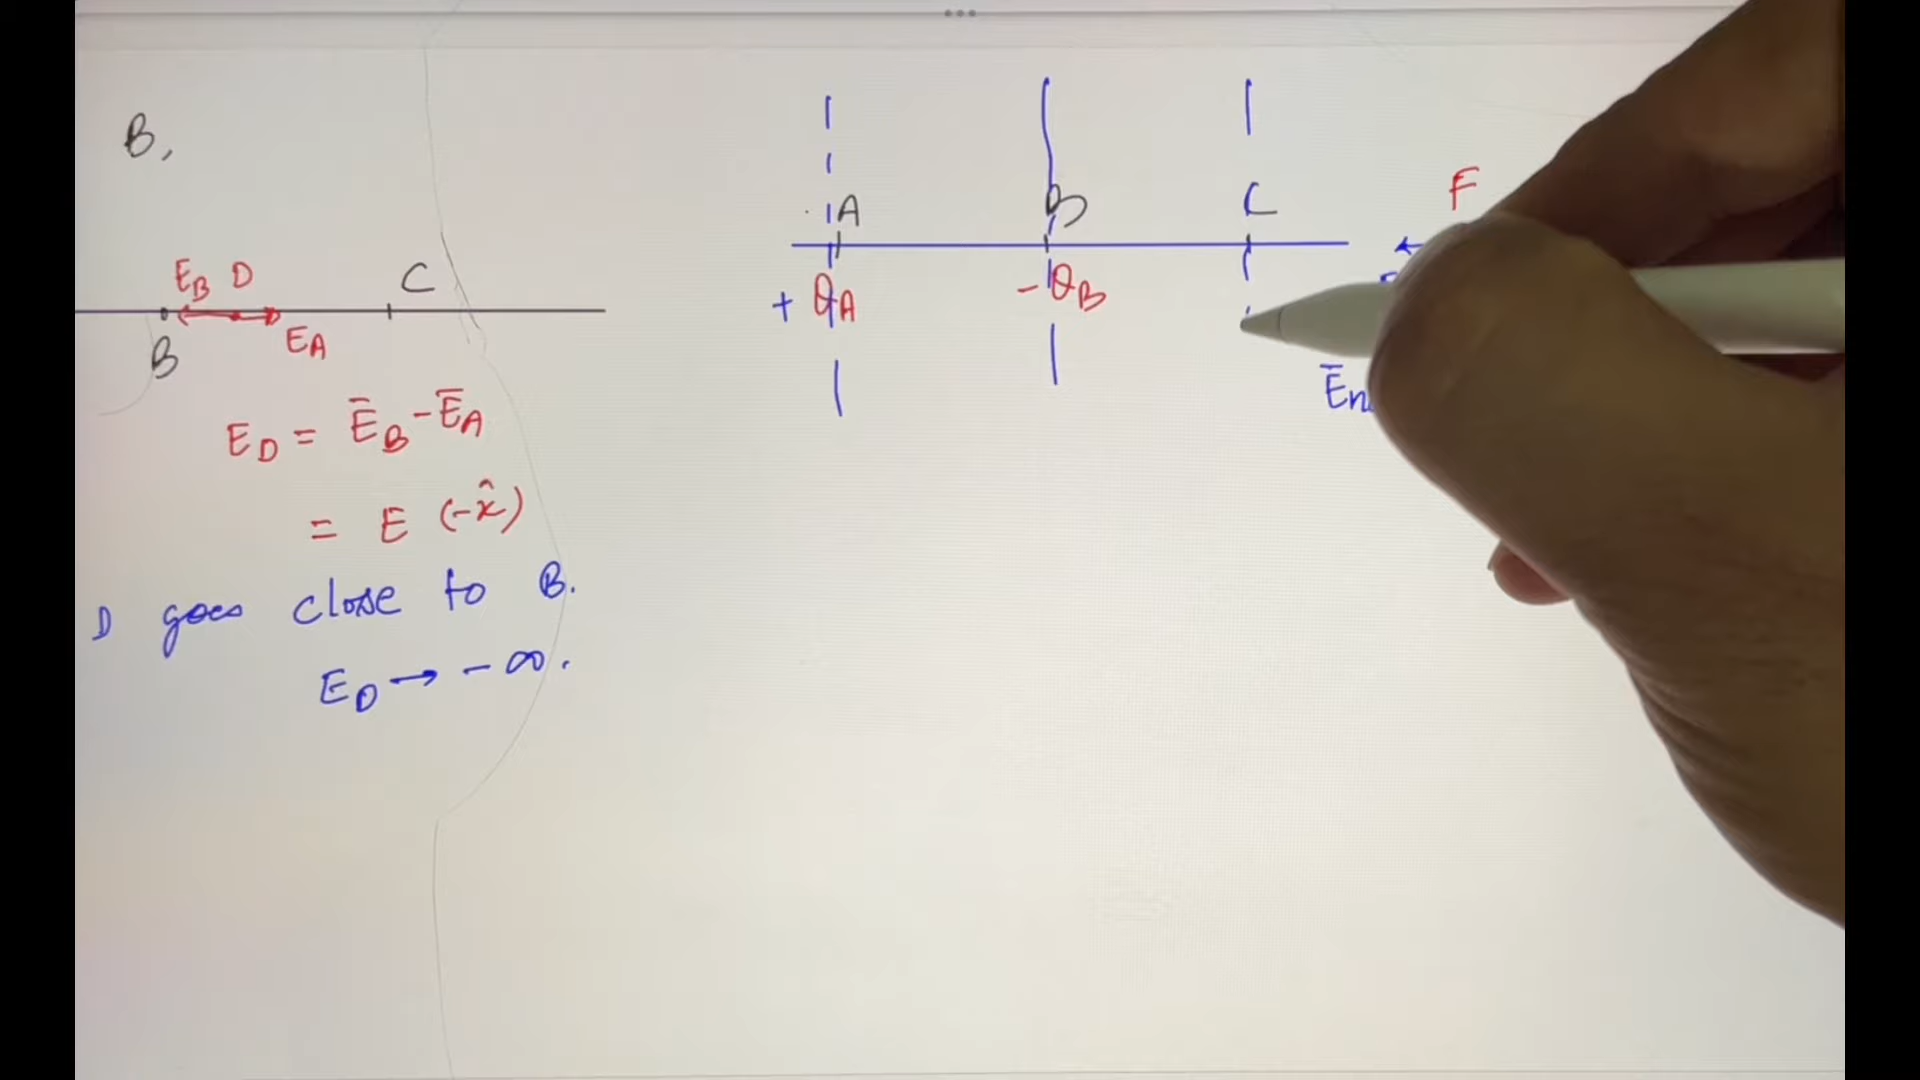 B,
E_B D
C
E_A
B
E_D = Ē_B - Ē_A
= E (-x̂)
D goes close to B.
E_D → - ∞.
A B C
+ Q_A - Q_B
F